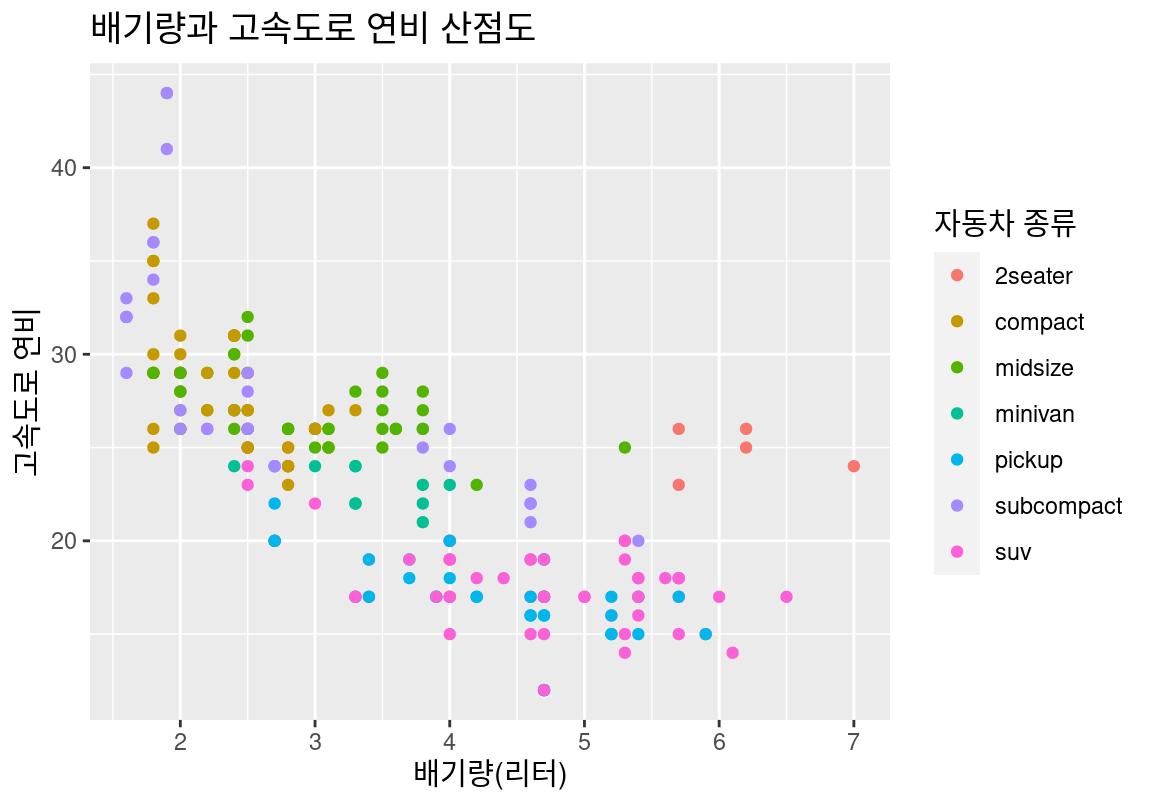 배기량과 고속도로 연비 산점도
고속도로 연비
40
30
20
2 3 4 5 6 7
배기량(리터)
자동차 종류
2seater
compact
midsize
minivan
pickup
subcompact
suv